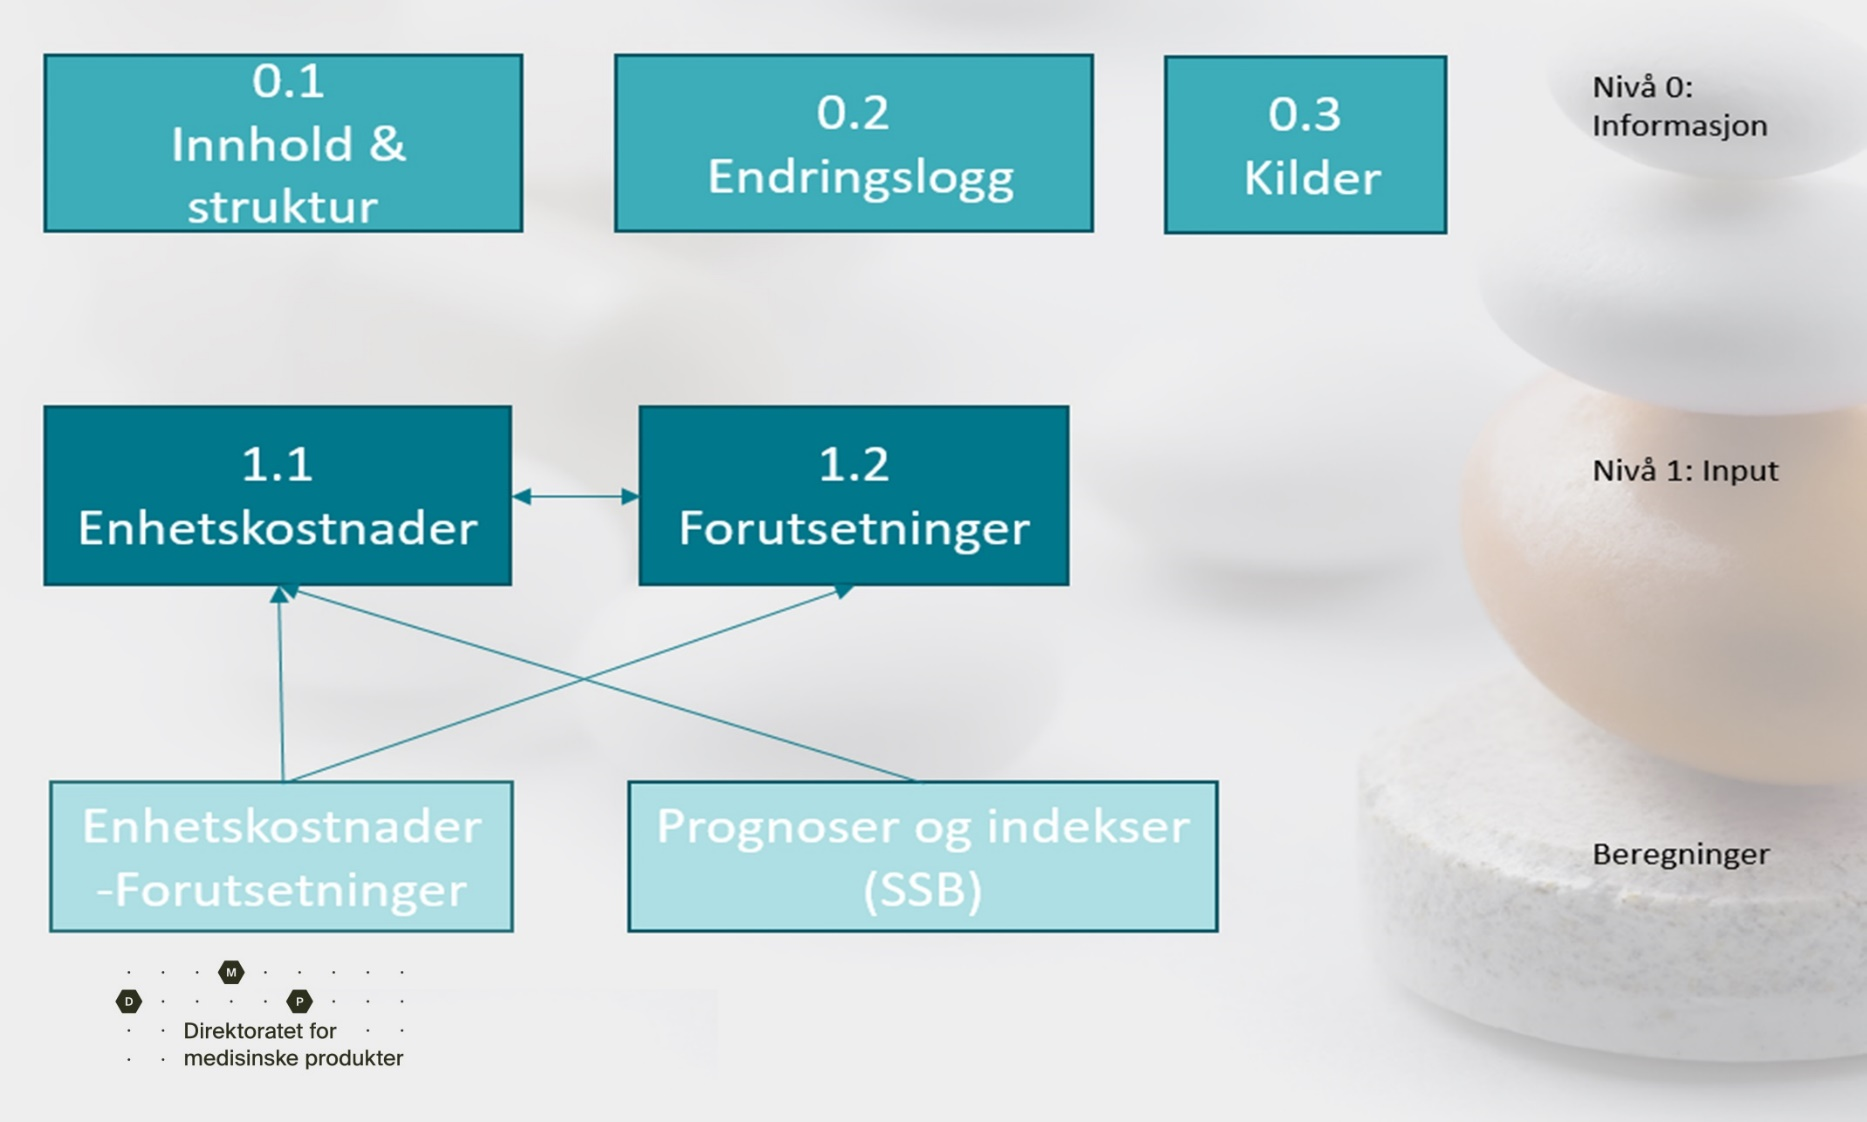 0.1
Innhold &
struktur
0.2
Endringslogg
0.3
Kilder
Nivå 0:
Informasjon
1.1
Enhetskostnader
1.2
Forutsetninger
Nivå 1: Input
Enhetskostnader
-Forutsetninger
Prognoser og indekser
(SSB)
Beregninger
M
D P
Direktoratet for
medisinske produkter